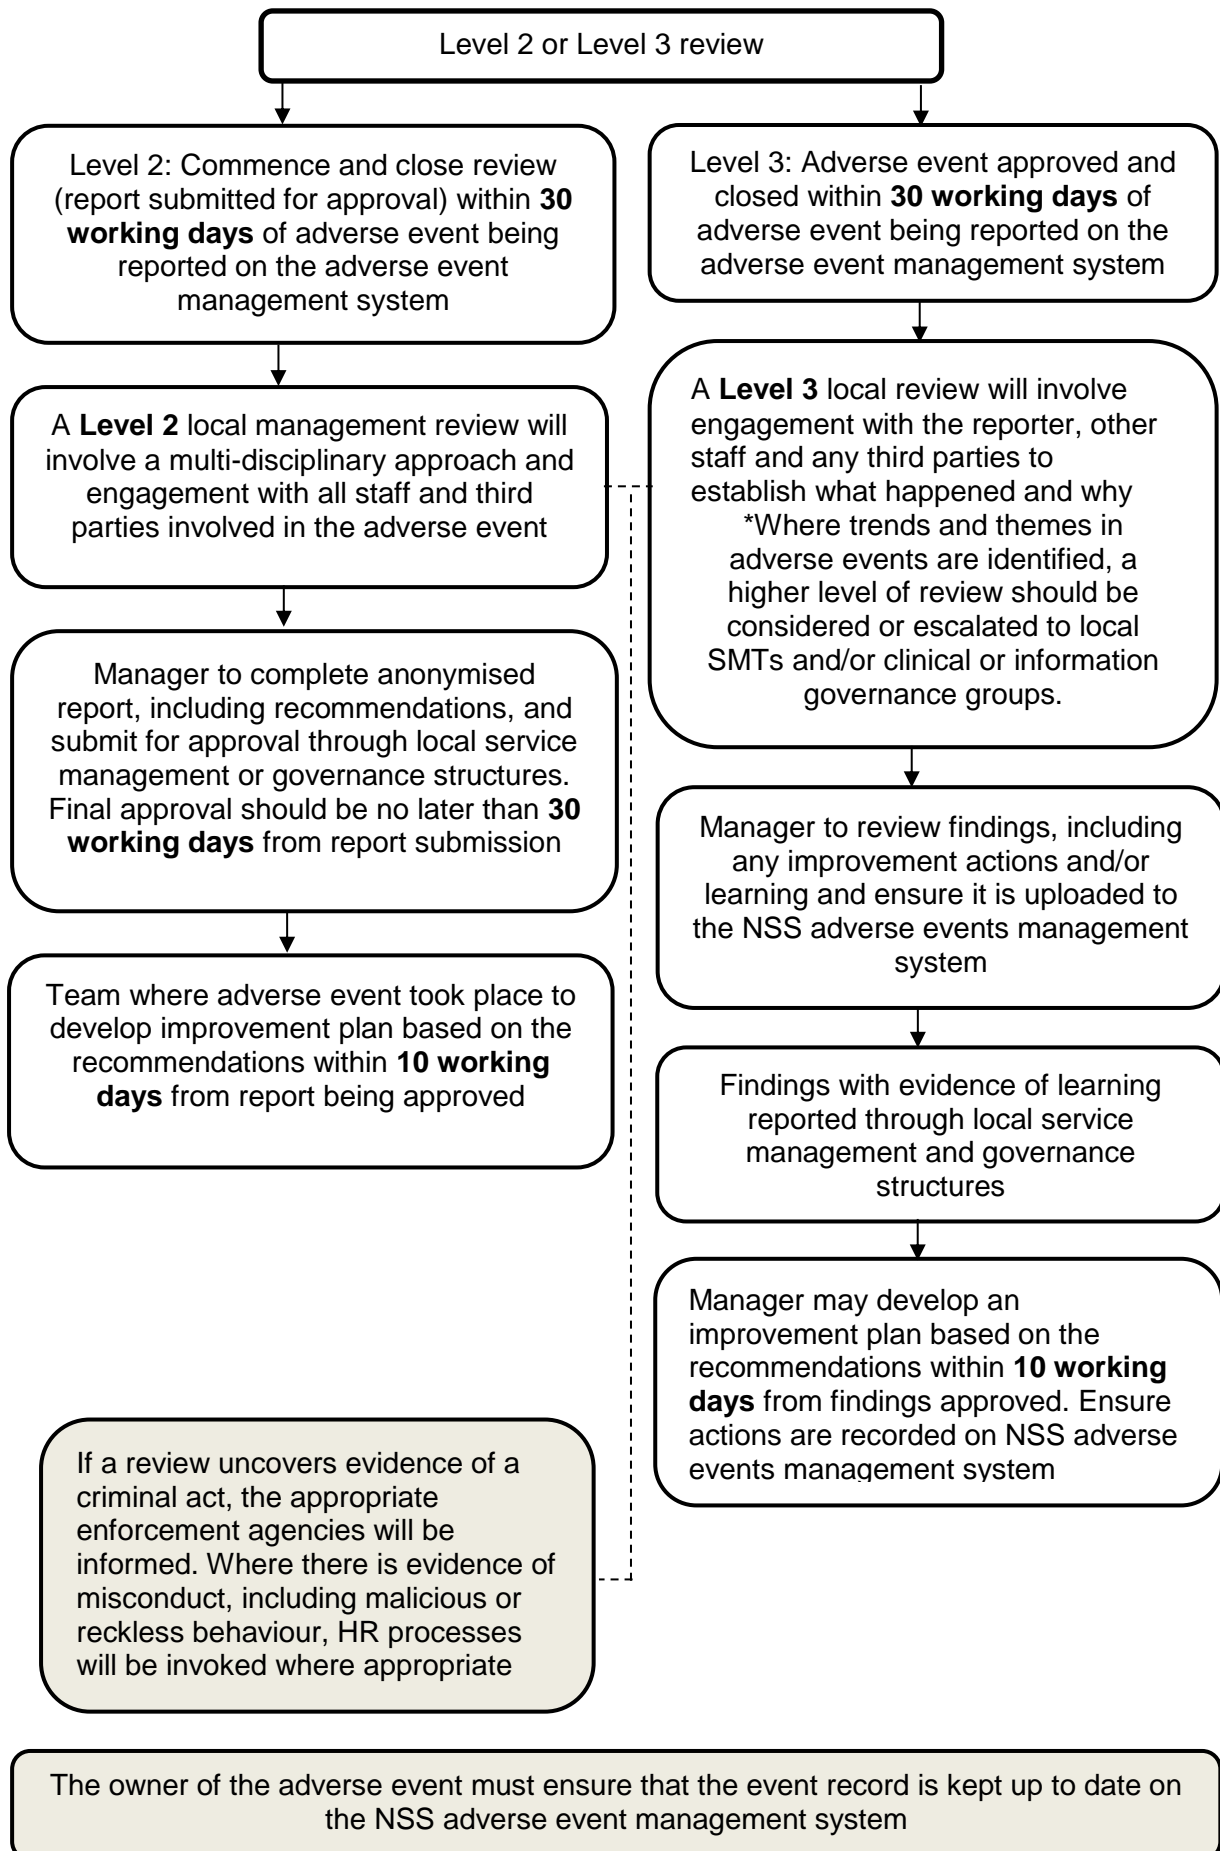 Level 2 or Level 3 review
Level 2: Commence and close review
(report submitted for approval) within 30
working days of adverse event being
reported on the adverse event
management system
A Level 2 local management review will
involve a multi-disciplinary approach and
engagement with all staff and third
parties involved in the adverse event
Manager to complete anonymised
report, including recommendations, and
submit for approval through local service
management or governance structures.
Final approval should be no later than 30
working days from report submission
Team where adverse event took place to
develop improvement plan based on the
recommendations within 10 working
days from report being approved
Level 3: Adverse event approved and
closed within 30 working days of
adverse event being reported on the
adverse event management system
A Level 3 local review will involve
engagement with the reporter, other
staff and any third parties to
establish what happened and why
*Where trends and themes in
adverse events are identified, a
higher level of review should be
considered or escalated to local
SMTs and/or clinical or information
governance groups.
Manager to review findings, including
any improvement actions and/or
learning and ensure it is uploaded to
the NSS adverse events management
system
Findings with evidence of learning
reported through local service
management and governance
structures
Manager may develop an
improvement plan based on the
recommendations within 10 working
days from findings approved. Ensure
actions are recorded on NSS adverse
events management system
If a review uncovers evidence of a
criminal act, the appropriate
enforcement agencies will be
informed. Where there is evidence of
misconduct, including malicious or
reckless behaviour, HR processes
will be invoked where appropriate
The owner of the adverse event must ensure that the event record is kept up to date on
the NSS adverse event management system